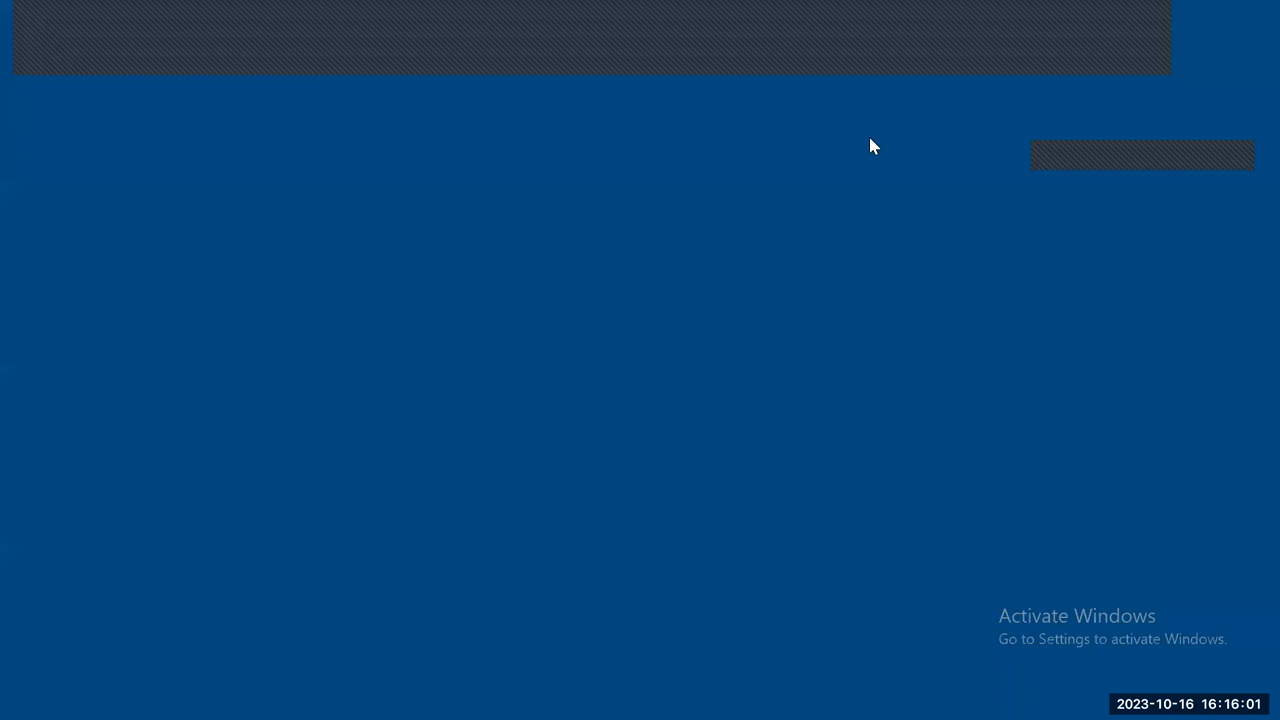 Activate Windows
Go to Settings to activate Windows.
2023-10-16 16:16:01